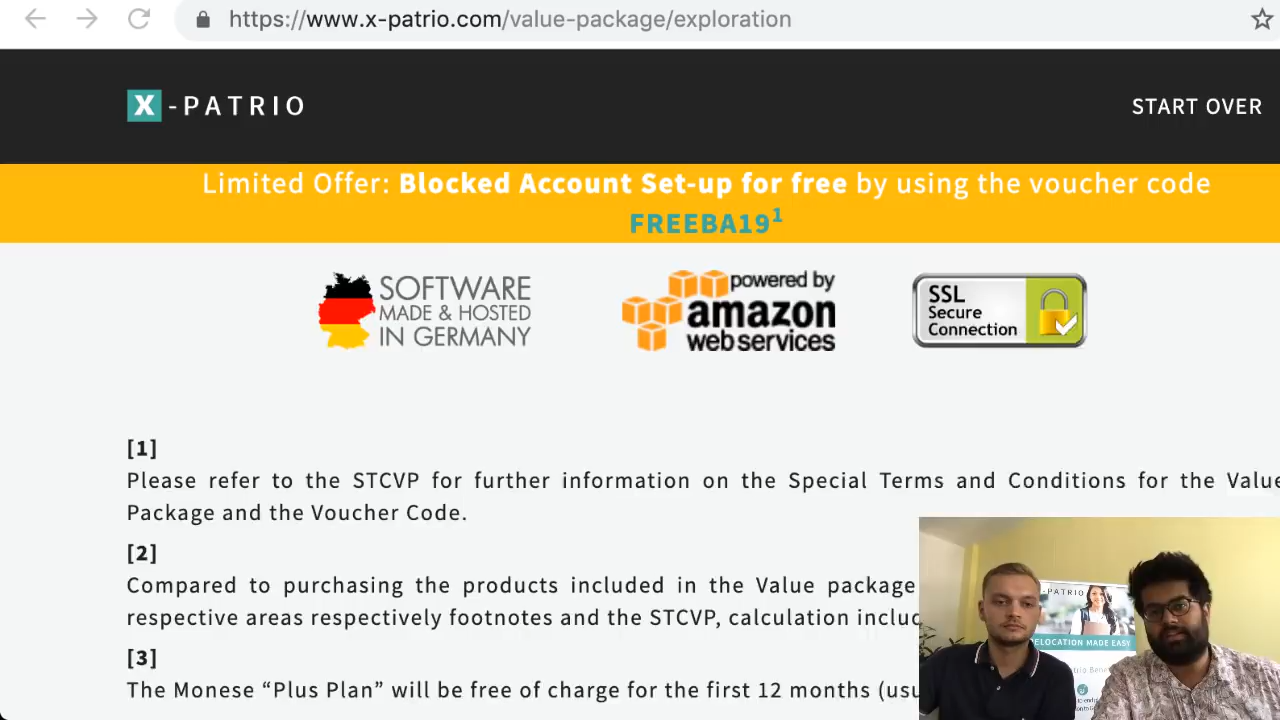 https://www.x-patrio.com/value-package/exploration
X-PATRIO
START OVER
Limited Offer: Blocked Account Set-up for free by using the voucher code
FREEBA19¹
SOFTWARE
MADE & HOSTED
IN GERMANY
powered by
amazon
web services
SSL
Secure
Connection
[1]
Please refer to the STCVP for further information on the Special Terms and Conditions for the Value
Package and the Voucher Code.
[2]
Compared to purchasing the products included in the Value package
respective areas respectively footnotes and the STCVP, calculation
[3]
The Monese “Plus Plan” will be free of charge for the first 12 months
-PATRIO
RELOCATION MADE EASY